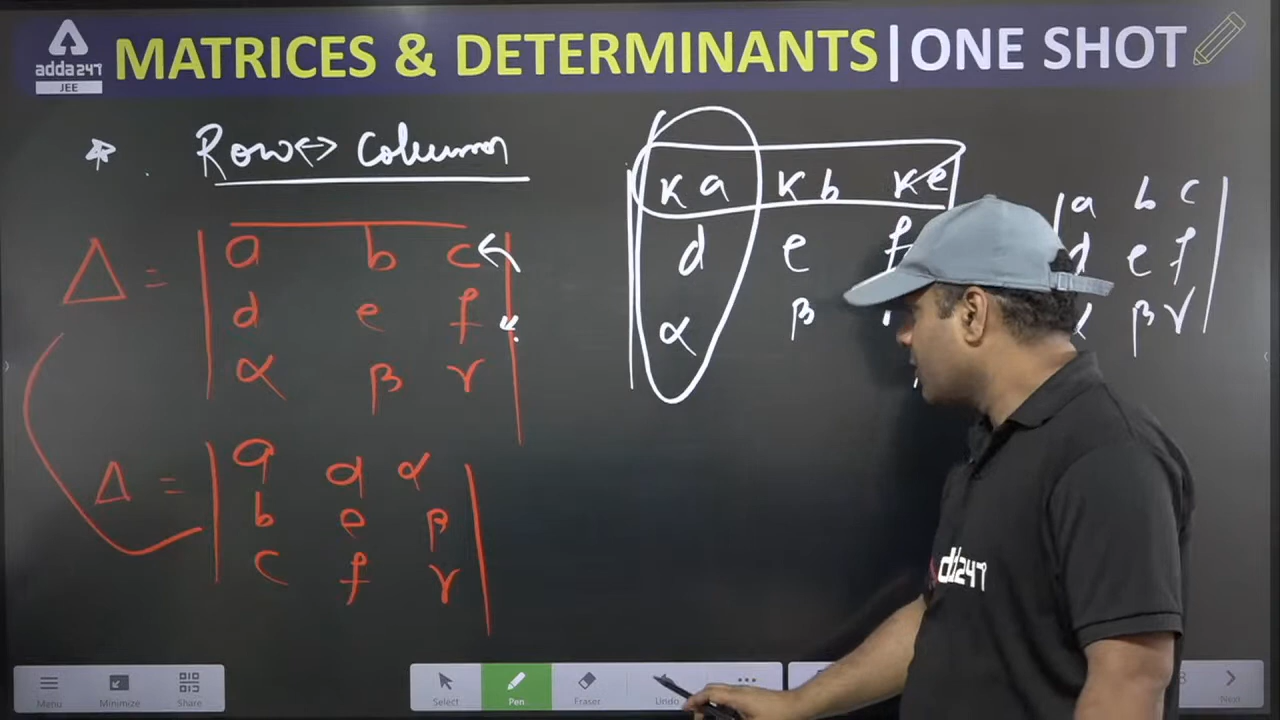 adda247
JEE
MATRICES & DETERMINANTS | ONE SHOT
* . Row <-> Column
Δ = | a b c |
d e f
α β γ
Δ = | a d α |
b e β
c f γ
| Ka Kb Kc
d e f
α β
a b c |
d e f
β γ
adda247
Menu
Minimize
Share
Select
Pen
Eraser
Undo
Next